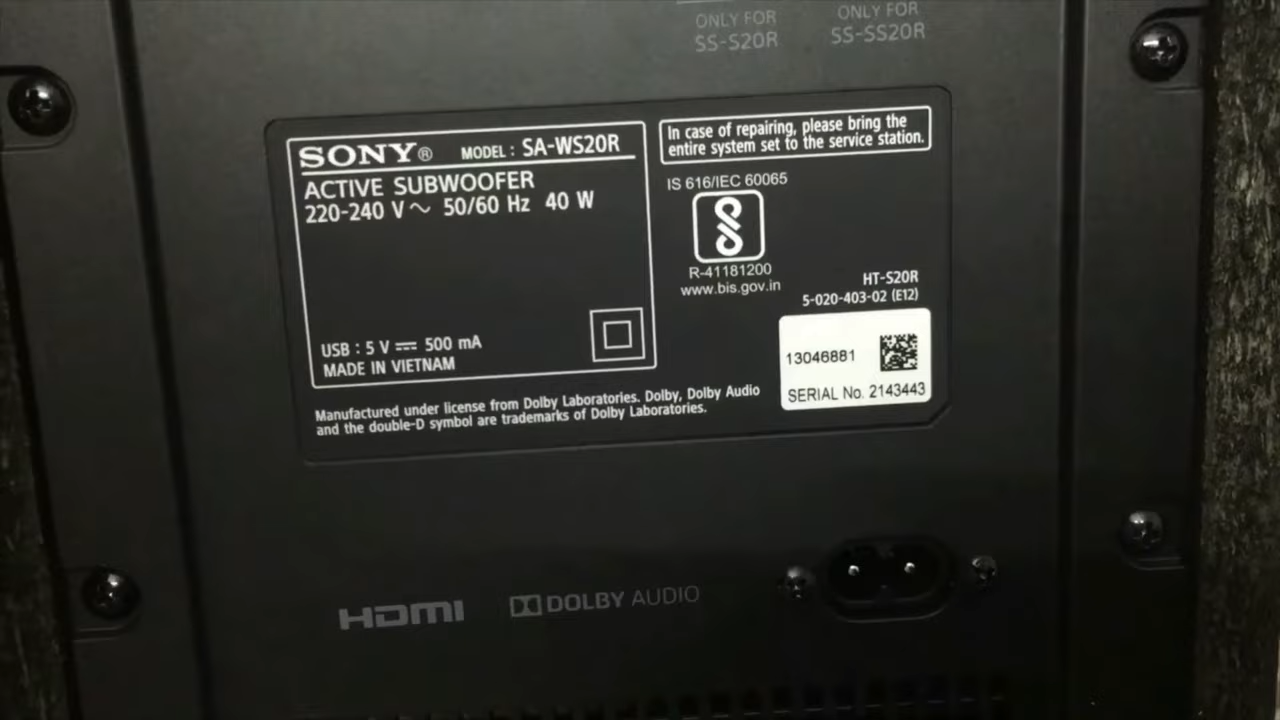 ONLY FOR
SS-S20R
ONLY FOR
SS-SS20R
SONY® MODEL : SA-WS20R
ACTIVE SUBWOOFER
220-240 V~ 50/60 Hz 40 W
USB : 5 V ⎓ 500 mA
MADE IN VIETNAM
In case of repairing, please bring the
entire system set to the service station.
IS 616/IEC 60065
R-41181200
www.bis.gov.in
HT-S20R
5-020-403-02 (E12)
13046881
SERIAL No. 2143443
Manufactured under license from Dolby Laboratories. Dolby, Dolby Audio
and the double-D symbol are trademarks of Dolby Laboratories.
HDMI
DOLBY AUDIO